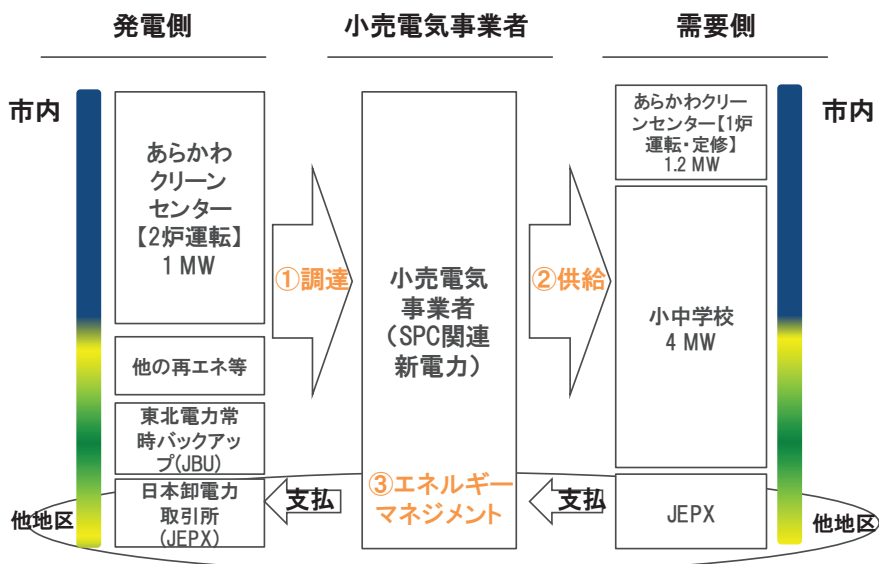 発電側
小売電気事業者
需要側
市内
あらかわ
クリーン
センター
【2炉運転】
1 MW
他の再エネ等
東北電力常
時バックアッ
プ(JBU)
日本卸電力
取引所
(JEPX)
他地区
①調達
支払
小売電気
事業者
(SPC関連
新電力)
③エネルギー
マネジメント
②供給
支払
あらかわクリー
ンセンター【1炉
運転・定修】
1.2 MW
小中学校
4 MW
JEPX
市内
他地区